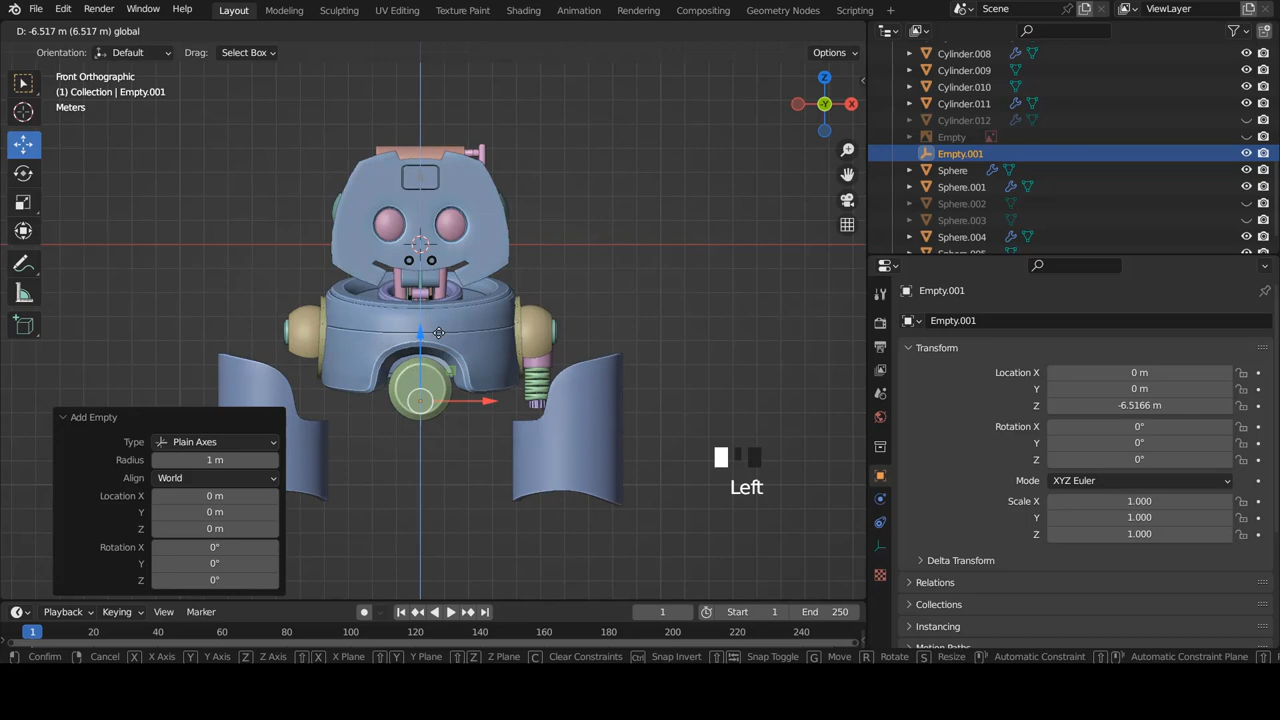 File Edit Render Window Help Layout Modeling Sculpting UV Editing Texture Paint Shading Animation Rendering Compositing Geometry Nodes Scripting Scene ViewLayer
D: -6.517 m (6.517 m) global
Orientation: Default Drag: Select Box Options
Front Orthographic
(1) Collection | Empty.001
Meters
Z
-Y
X
Cylinder.008
Cylinder.009
Cylinder.010
Cylinder.011
Cylinder.012
Empty
Empty.001
Sphere
Sphere.001
Sphere.002
Sphere.003
Sphere.004
Empty.001
Empty.001
Transform
Location X 0 m
Y 0 m
Z -6.5166 m
Rotation X 0°
Y 0°
Z 0°
Mode XYZ Euler
Scale X 1.000
Y 1.000
Z 1.000
Delta Transform
Relations
Collections
Instancing
Add Empty
Type Plain Axes
Radius 1 m
Align World
Location X 0 m
Y 0 m
Z 0 m
Rotation X 0°
Y 0°
Z 0°
Left
Playback Keying View Marker 1 Start 1 End 250
1 20 40 60 80 100 120 140 160 180 200 220 240
Confirm Cancel X X Axis Y Y Axis Z Z Axis X X Plane Y Y Plane Z Z Plane C Clear Constraints Snap Invert Snap Toggle G Move R Rotate S Resize Automatic Constraint Automatic Constraint Plane